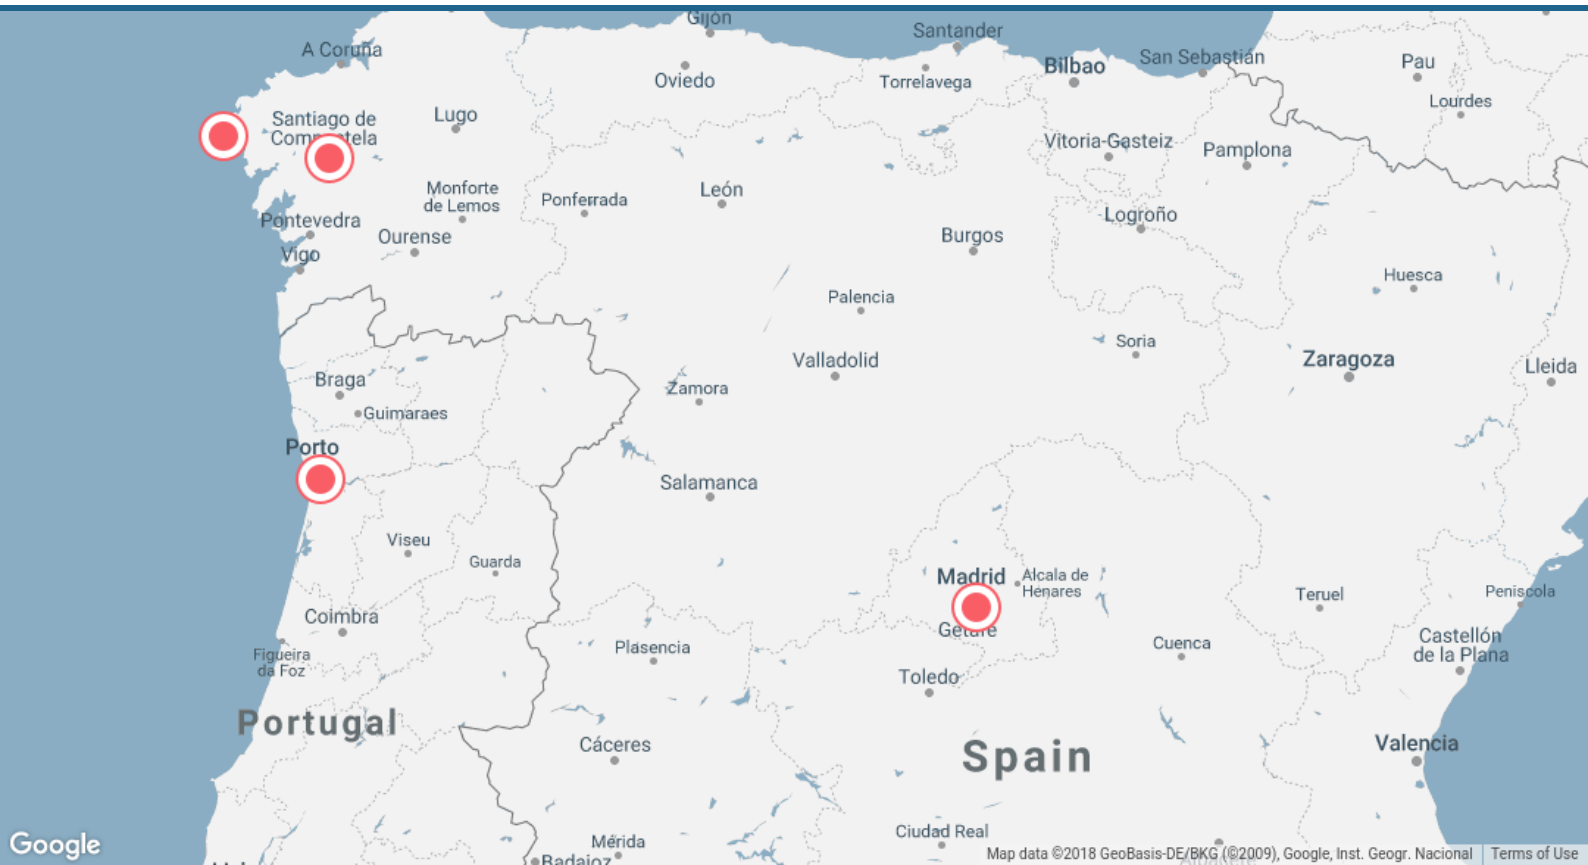 Gijón
Santander
A Coruña
San Sebastián
Bilbao
Pau
Oviedo
Torrelavega
Lourdes
Santiago de
Lugo
Vitoria-Gasteiz
Pamplona
Monforte
de Lemos
Ponferrada
León
Pontevedra
Ourense
Logroño
Burgos
Vigo
Huesca
Palencia
Soria
Valladolid
Zaragoza
Lleida
Braga
Zamora
Guimaraes
Porto
Salamanca
Viseu
Guarda
Madrid
Alcala de
Henares
Teruel
Peniscola
Coimbra
Getafe
Castellón
de la Plana
Cuenca
Plasencia
Figueira
da Foz
Toledo
Portugal
Cáceres
Spain
Valencia
Ciudad Real
Mérida
Google
Badajoz
Map data ©2018 GeoBasis-DE/BKG (©2009), Google, Inst. Geogr. Nacional
Terms of Use